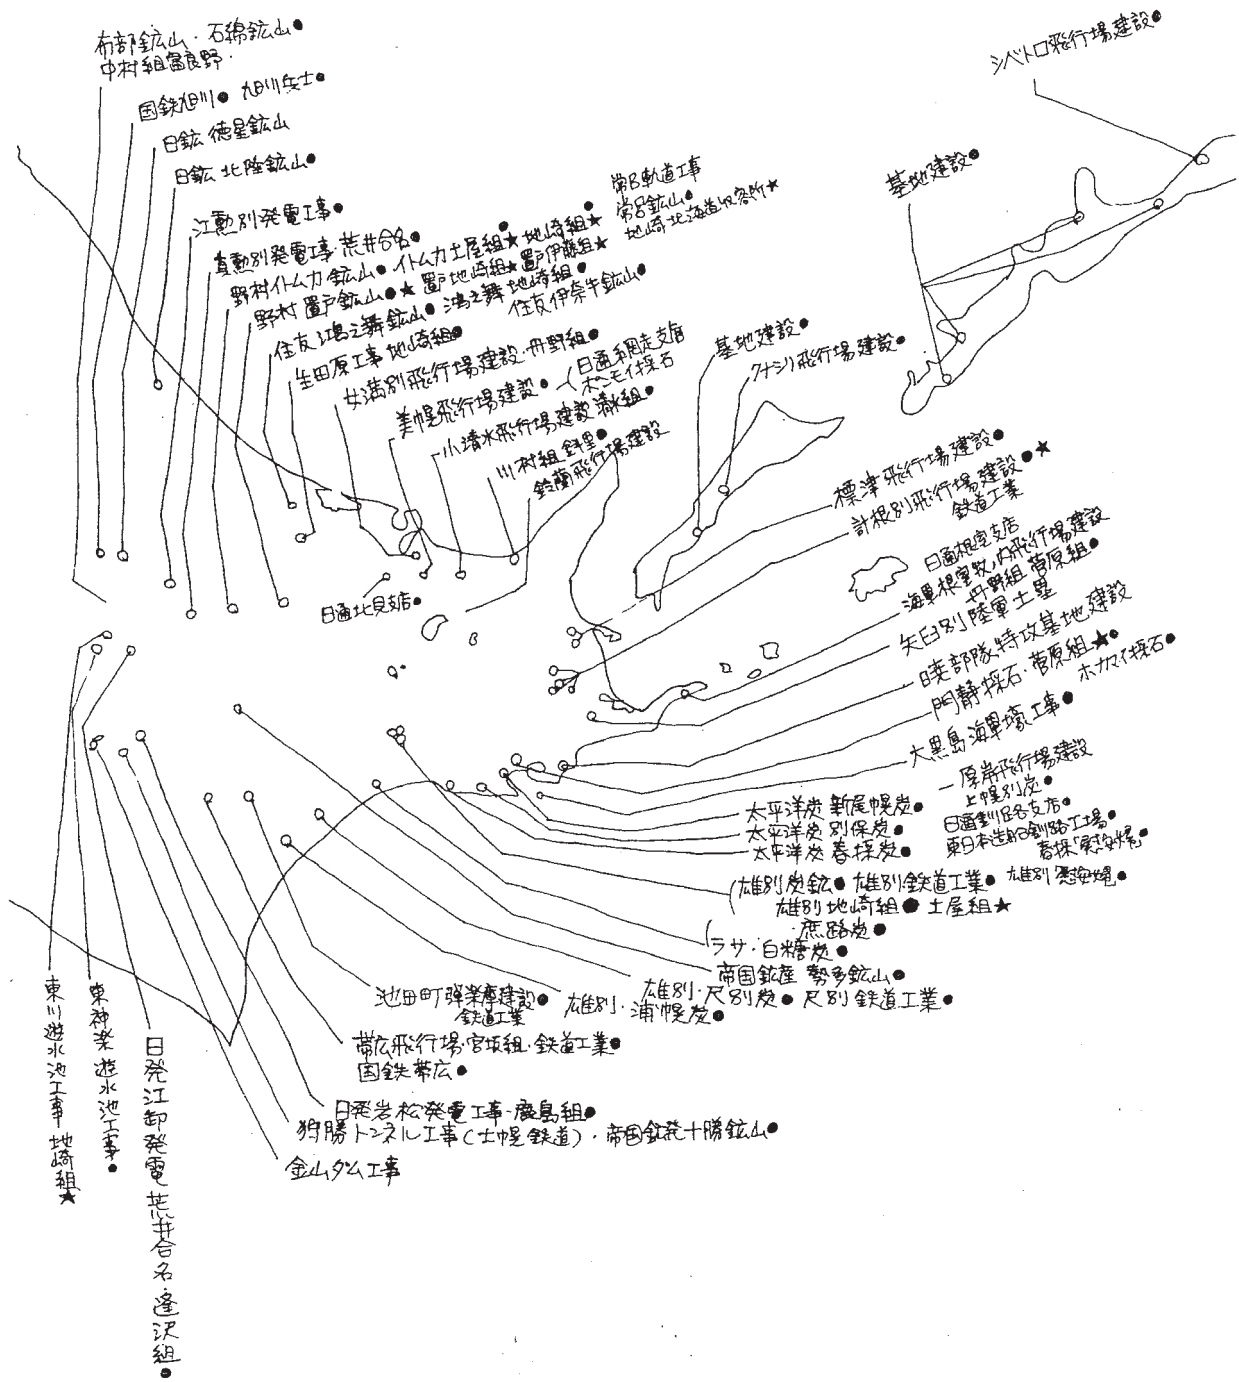 布部鉱山・石綿鉱山●
中村組富良野・
国鉄旭川● 旭川兵士●
日鉱 徳星鉱山
日鉱 北陸鉱山●
江勲別発電工事●
真勲別発電工事・荒井合名●
野村イトムカ鉱山● イトムカ土屋組★ 地崎組★
野村 置戸鉱山●★ 置戸地崎組★ 置戸伊藤組★
住友鴻之舞鉱山● 鴻之舞地崎組●
住友伊奈牛鉱山●
生田原工事 地崎組●
常呂軌道工事
常呂鉱山●
地崎北海道収容所★
女満別飛行場建設・丹野組●
美幌飛行場建設●
日通網走支店
ポンモイ採石
小清水飛行場建設 清水組●
川村組 斜里●
鈴蘭飛行場建設
日通北見支店●
シベトロ飛行場建設●
基地建設●
基地建設●
クナシリ飛行場建設●
標津飛行場建設●
計根別飛行場建設●★
鉄道工業
日通根室支店
海軍根室牧ノ内飛行場建設
丹野組 菅原組●
矢臼別陸軍土塁
暁部隊特攻基地建設
門静採石・菅原組★●
ホカマイ採石●
大黒島海軍壕工事●
厚岸飛行場建設
上幌別炭●
太平洋炭 新尾幌炭●
太平洋炭 別保炭●
太平洋炭 春採炭●
日通釧路支店●
東日本造船釧路工場●
春採「慰安婦」●
雄別炭鉱● 雄別鉄道工業● 雄別慰安婦●
雄別地崎組● 土屋組★
庶路炭●
ラサ・白糠炭●
帝国鉱産 勢多鉱山●
雄別・尺別炭● 尺別鉄道工業●
雄別・浦幌炭●
池田町弾薬庫建設●
鉄道工業
帯広飛行場・宮坂組・鉄道工業●
国鉄帯広●
日発岩松発電工事・廣島組●
狩勝トンネル工事(士幌鉄道)・帝国鉱発十勝鉱山●
金山ダム工事
東川遊水池工事 地崎組★
東神楽遊水池工事●
日発江卸発電 荒井合名・逢沢組●